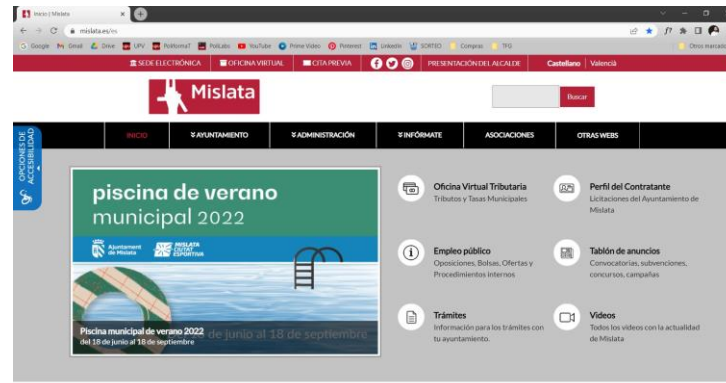 Inicio | Mislata
mislata.es/es
Google Gmail Drive UPV PoliformaT PoliLabs YouTube Prime Video Pinterest LinkedIn SORTEO Compras TFG Otros marcado
SEDE ELECTRÓNICA OFICINA VIRTUAL CITA PREVIA PRESENTACIÓN DEL ALCALDE Castellano Valencià
Mislata
Buscar
INICIO AYUNTAMIENTO ADMINISTRACIÓN INFÓRMATE ASOCIACIONES OTRAS WEBS
OPCIONES DE
ACCESIBILIDAD
piscina de verano
municipal 2022
Ajuntament
de Mislata
MISLATA
CIUTAT
ESPORTIVA
Del 18 de junio al 18 de septiembre
Piscina municipal de verano 2022
del 18 de junio al 18 de septiembre
Oficina Virtual Tributaria
Tributos y Tasas Municipales
Perfil del Contratante
Licitaciones del Ayuntamiento de
Mislata
Empleo público
Oposiciones, Bolsas, Ofertas y
Procedimientos internos
Tablón de anuncios
Convocatorias, subvenciones,
concursos, campañas
Trámites
Información para los trámites con
tu ayuntamiento.
Vídeos
Todos los vídeos con la actualidad
de Mislata